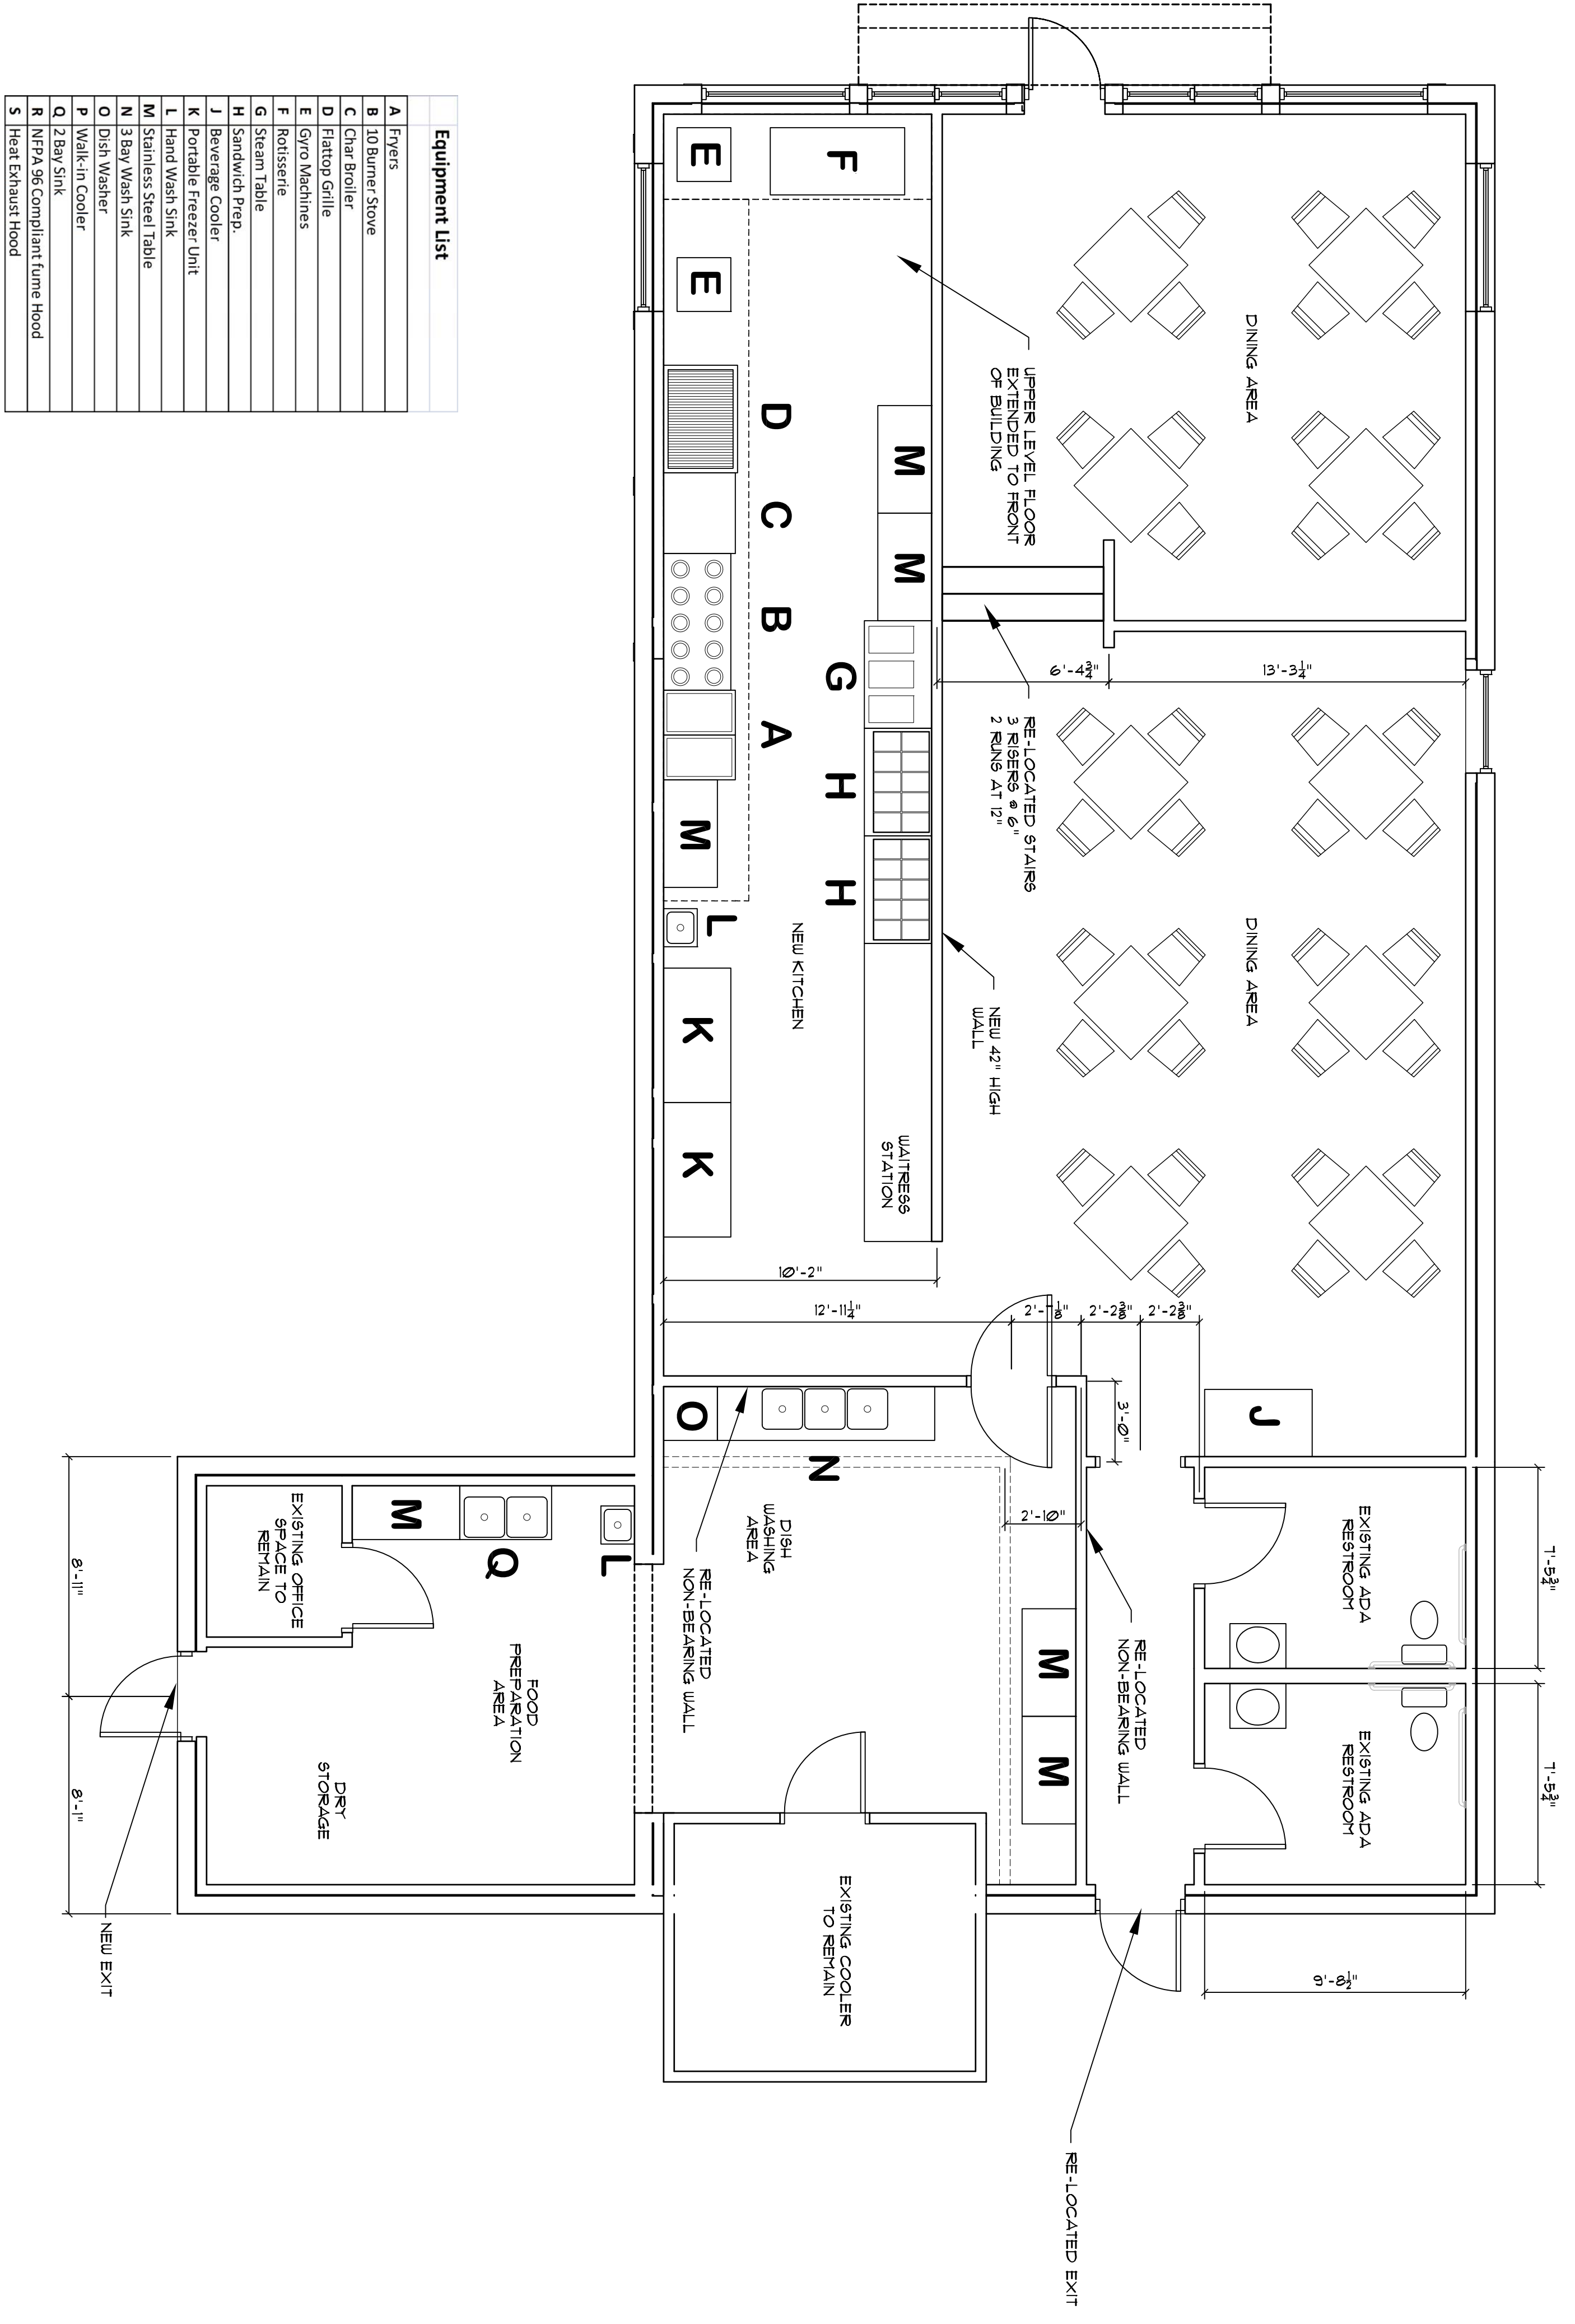 Equipment List
A Fryers
B 10 Burner Stove
C Char Broiler
D Flattop Grille
E Gyro Machines
F Rotisserie
G Steam Table
H Sandwich Prep.
J Beverage Cooler
K Portable Freezer Unit
L Hand Wash Sink
M Stainless Steel Table
N 3 Bay Wash Sink
O Dish Washer
P Walk-in Cooler
Q 2 Bay Sink
R NFPA 96 Compliant fume Hood
S Heat Exhaust Hood
DINING AREA
UPPER LEVEL FLOOR
EXTENDED TO FRONT
OF BUILDING
F
E
E
D
C
B
A
M
M
G
H
H
M
L
K
K
RE-LOCATED STAIRS
3 RISERS @ 6"
2 RUNS AT 12"
6'-4¾"
13'-3¼"
DINING AREA
NEW 42" HIGH
WALL
NEW KITCHEN
WAITRESS
STATION
10'-2"
12'-11¼"
2'-7⅛"
2'-2⅜"
2'-2⅜"
3'-0"
J
O
N
DISH
WASHING
AREA
2'-10"
RE-LOCATED
NON-BEARING WALL
RE-LOCATED
NON-BEARING WALL
M
M
EXISTING ADA
RESTROOM
EXISTING ADA
RESTROOM
7'-5¾"
7'-5¾"
9'-8½"
EXISTING OFFICE
SPACE TO
REMAIN
M
Q
L
FOOD
PREPARATION
AREA
DRY
STORAGE
8'-11"
8'-1"
NEW EXIT
EXISTING COOLER
TO REMAIN
RE-LOCATED EXIT